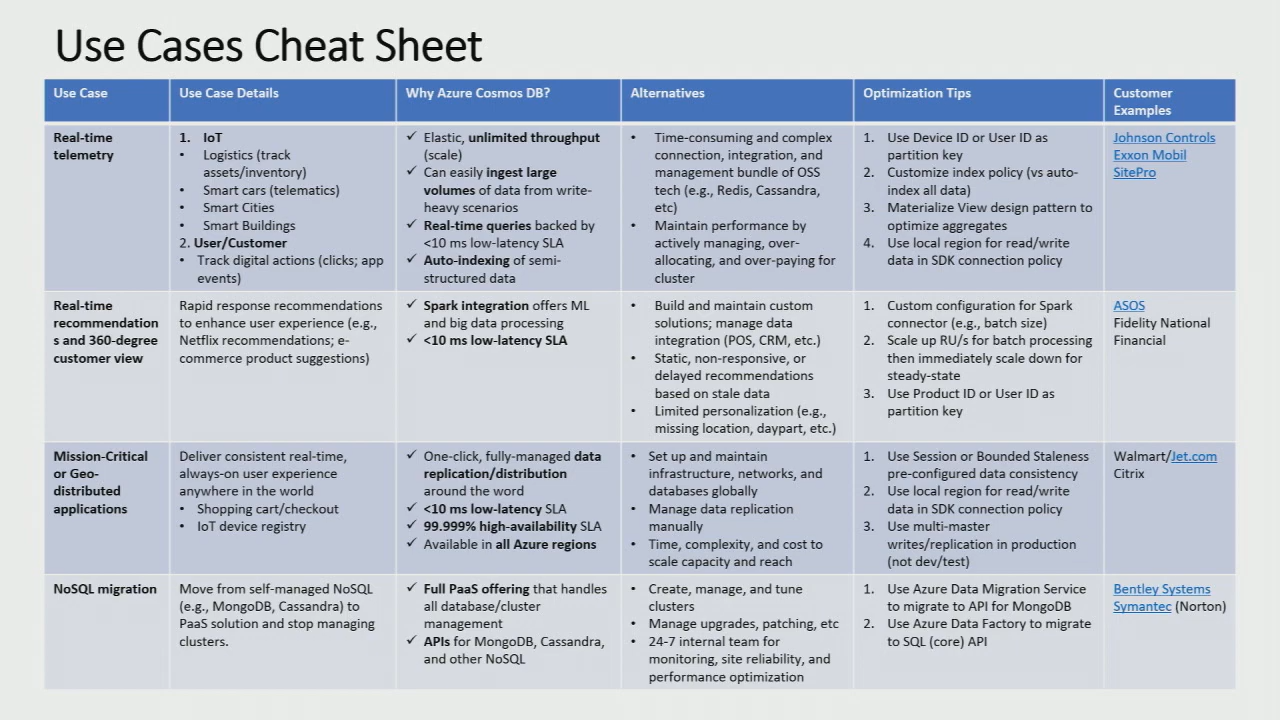 Use Cases Cheat Sheet
Use Case
Use Case Details
Why Azure Cosmos DB?
Alternatives
Optimization Tips
Customer
Examples
Real-time
telemetry
1. IoT
• Logistics (track
assets/inventory)
• Smart cars (telematics)
• Smart Cities
• Smart Buildings
2. User/Customer
• Track digital actions (clicks; app
events)
✓ Elastic, unlimited throughput
(scale)
✓ Can easily ingest large
volumes of data from write-
heavy scenarios
✓ Real-time queries backed by
<10 ms low-latency SLA
✓ Auto-indexing of semi-
structured data
• Time-consuming and complex
connection, integration, and
management bundle of OSS
tech (e.g., Redis, Cassandra,
etc)
• Maintain performance by
actively managing, over-
allocating, and over-paying for
cluster
1. Use Device ID or User ID as
partition key
2. Customize index policy (vs auto-
index all data)
3. Materialize View design pattern to
optimize aggregates
4. Use local region for read/write
data in SDK connection policy
Johnson Controls
Exxon Mobil
SitePro
Real-time
recommendation
s and 360-degree
customer view
Rapid response recommendations
to enhance user experience (e.g.,
Netflix recommendations; e-
commerce product suggestions)
✓ Spark integration offers ML
and big data processing
✓ <10 ms low-latency SLA
• Build and maintain custom
solutions; manage data
integration (POS, CRM, etc.)
• Static, non-responsive, or
delayed recommendations
based on stale data
• Limited personalization (e.g.,
missing location, daypart, etc.)
1. Custom configuration for Spark
connector (e.g., batch size)
2. Scale up RU/s for batch processing
then immediately scale down for
steady-state
3. Use Product ID or User ID as
partition key
ASOS
Fidelity National
Financial
Mission-Critical
or Geo-
distributed
applications
Deliver consistent real-time,
always-on user experience
anywhere in the world
• Shopping cart/checkout
• IoT device registry
✓ One-click, fully-managed data
replication/distribution
around the word
✓ <10 ms low-latency SLA
✓ 99.999% high-availability SLA
✓ Available in all Azure regions
• Set up and maintain
infrastructure, networks, and
databases globally
• Manage data replication
manually
• Time, complexity, and cost to
scale capacity and reach
1. Use Session or Bounded Staleness
pre-configured data consistency
2. Use local region for read/write
data in SDK connection policy
3. Use multi-master
writes/replication in production
(not dev/test)
Walmart/Jet.com
Citrix
NoSQL migration
Move from self-managed NoSQL
(e.g., MongoDB, Cassandra) to
PaaS solution and stop managing
clusters.
✓ Full PaaS offering that handles
all database/cluster
management
✓ APIs for MongoDB, Cassandra,
and other NoSQL
• Create, manage, and tune
clusters
• Manage upgrades, patching, etc
• 24-7 internal team for
monitoring, site reliability, and
performance optimization
1. Use Azure Data Migration Service
to migrate to API for MongoDB
2. Use Azure Data Factory to migrate
to SQL (core) API
Bentley Systems
Symantec (Norton)